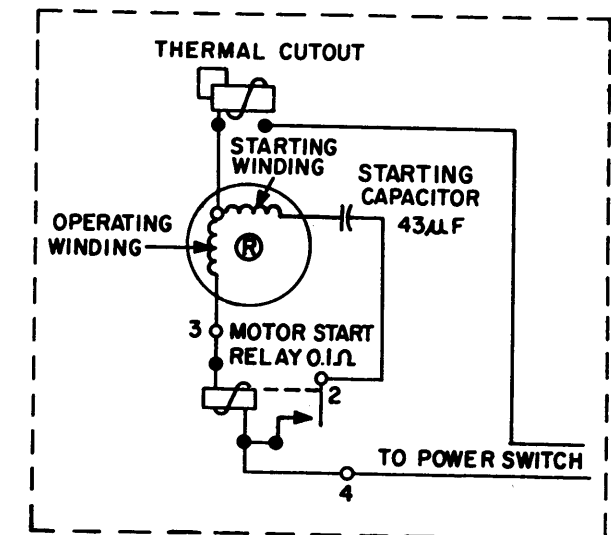 THERMAL CUTOUT
STARTING
WINDING
STARTING
CAPACITOR
43µF
OPERATING
WINDING
R
3
MOTOR START
RELAY 0.1Ω
2
TO POWER SWITCH
4